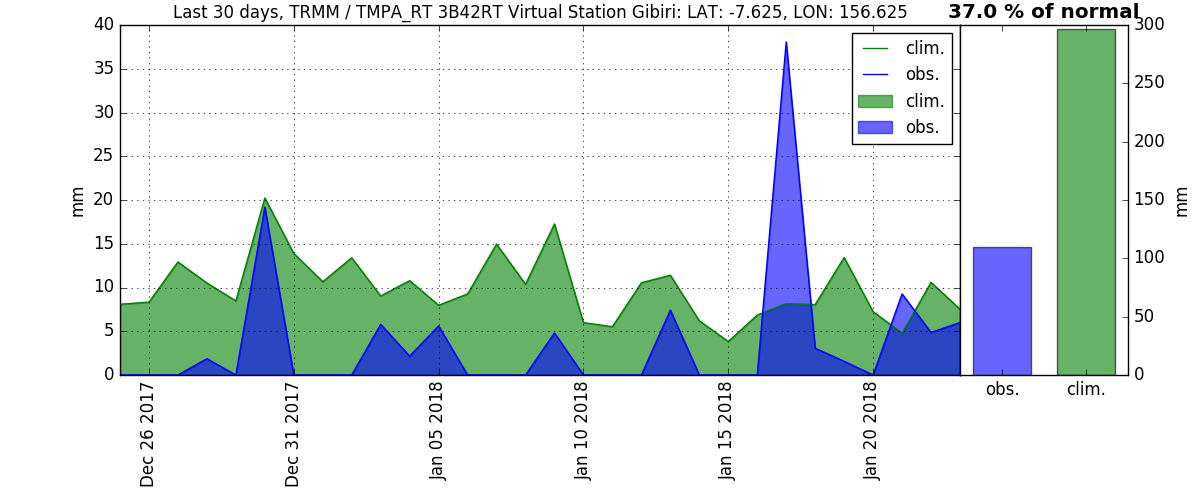 Last 30 days, TRMM / TMPA_RT 3B42RT Virtual Station Gibiri: LAT: -7.625, LON: 156.625
37.0 % of normal
40
35
30
25
20
15
10
5
0
mm
clim.
obs.
clim.
obs.
300
250
200
150
100
50
0
mm
Dec 26 2017
Dec 31 2017
Jan 05 2018
Jan 10 2018
Jan 15 2018
Jan 20 2018
obs.
clim.